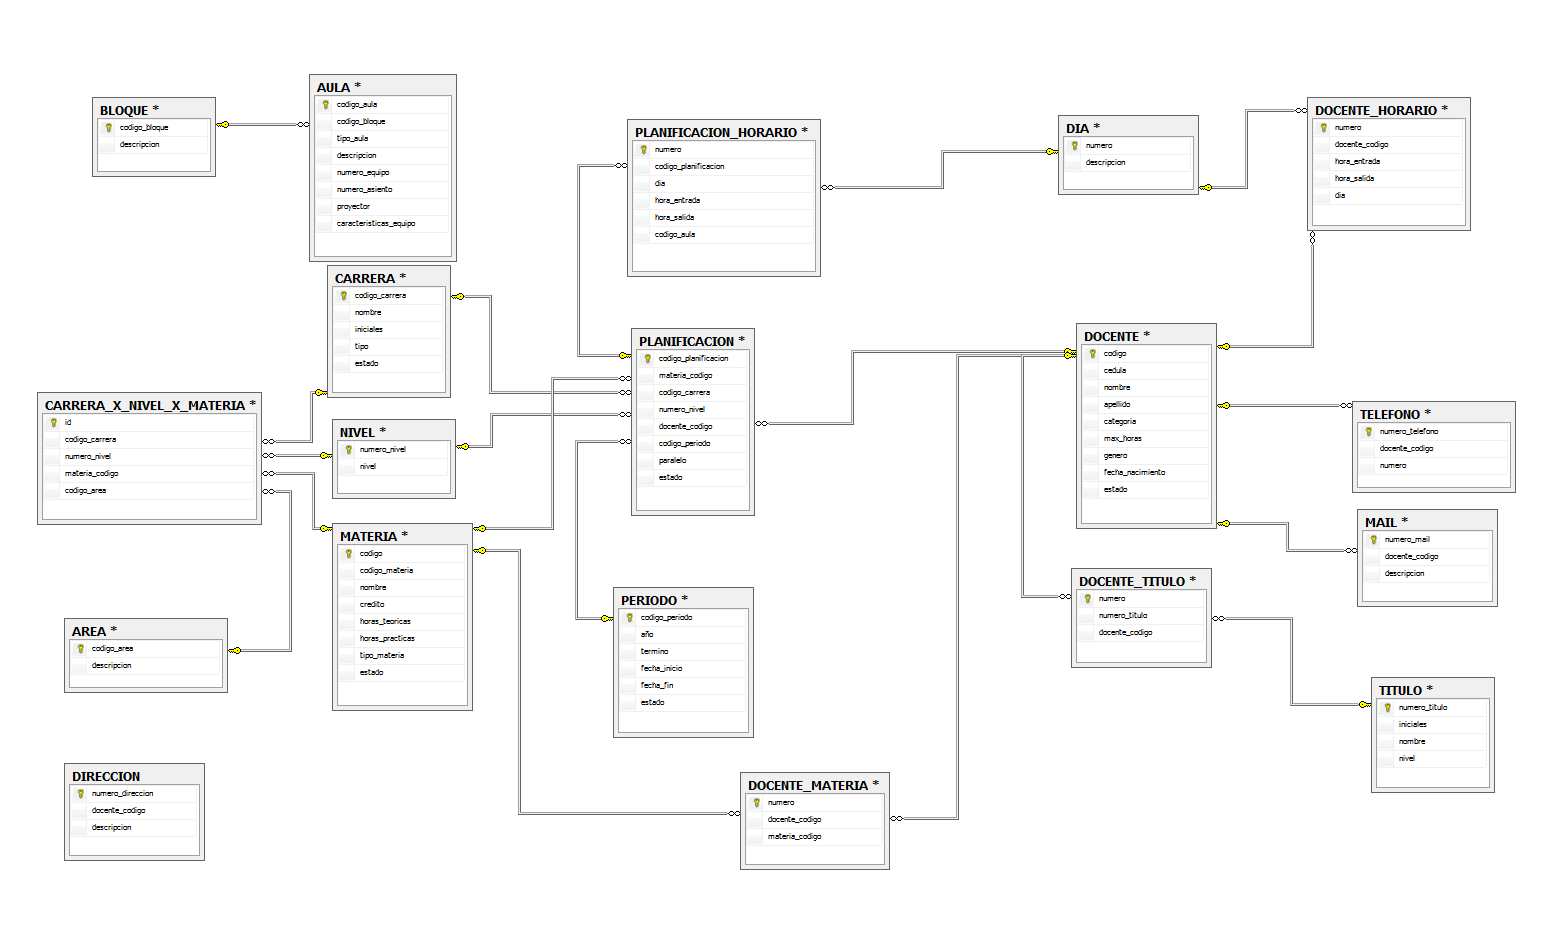 BLOQUE *
codigo_bloque
descripcion
AULA *
codigo_aula
codigo_bloque
tipo_aula
descripcion
numero_equipo
numero_asiento
proyector
caracteristicas_equipo
PLANIFICACION_HORARIO *
numero
codigo_planificacion
dia
hora_entrada
hora_salida
codigo_aula
DIA *
numero
descripcion
DOCENTE_HORARIO *
numero
docente_codigo
hora_entrada
hora_salida
dia
CARRERA *
codigo_carrera
nombre
iniciales
tipo
estado
PLANIFICACION *
codigo_planificacion
materia_codigo
codigo_carrera
numero_nivel
docente_codigo
codigo_periodo
paralelo
estado
DOCENTE *
codigo
cedula
nombre
apellido
categoria
max_horas
genero
fecha_nacimiento
estado
CARRERA_X_NIVEL_X_MATERIA *
id
codigo_carrera
numero_nivel
materia_codigo
codigo_area
NIVEL *
numero_nivel
nivel
TELEFONO *
numero_telefono
docente_codigo
numero
MATERIA *
codigo
codigo_materia
nombre
credito
horas_teoricas
horas_practicas
tipo_materia
estado
MAIL *
numero_mail
docente_codigo
descripcion
PERIODO *
codigo_periodo
año
termino
fecha_inicio
fecha_fin
estado
DOCENTE_TITULO *
numero
numero_titulo
docente_codigo
AREA *
codigo_area
descripcion
TITULO *
numero_titulo
iniciales
nombre
nivel
DIRECCION
numero_direccion
docente_codigo
descripcion
DOCENTE_MATERIA *
numero
docente_codigo
materia_codigo